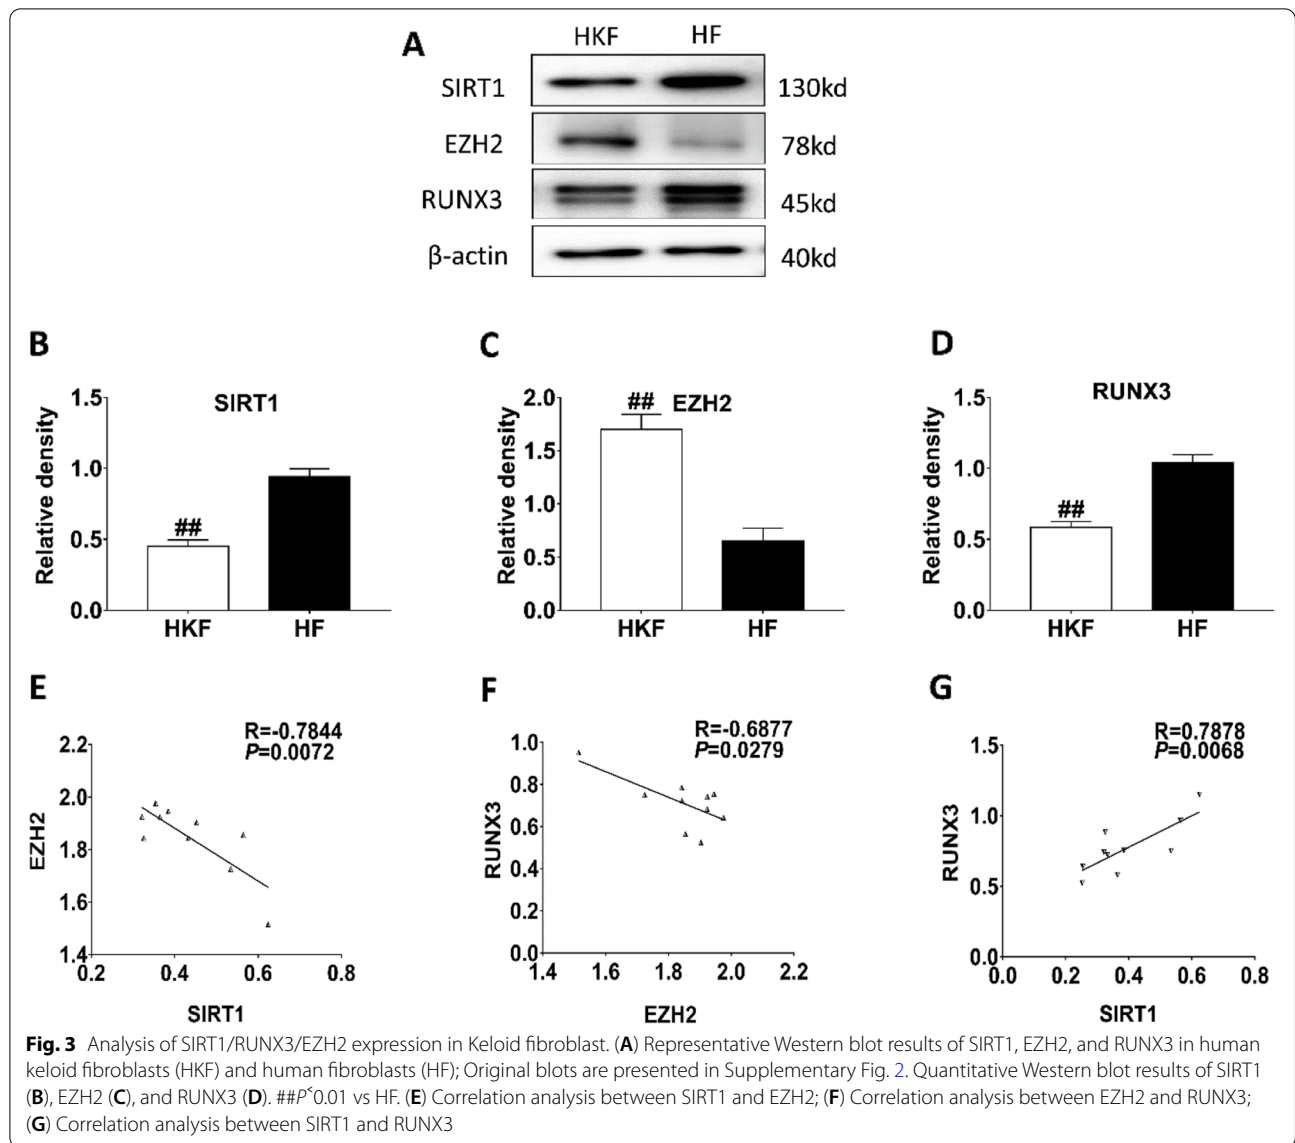 A
HKF HF
SIRT1 130kd
EZH2 78kd
RUNX3 45kd
β-actin 40kd
B
SIRT1
Relative density
1.5
1.0
0.5
0.0
##
HKF HF
C
EZH2
Relative density
2.0
1.5
1.0
0.5
0.0
##
HKF HF
D
RUNX3
Relative density
1.5
1.0
0.5
0.0
##
HKF HF
E
R=-0.7844
P=0.0072
EZH2
2.2
2.0
1.8
1.6
1.4
0.2 0.4 0.6 0.8
SIRT1
F
R=-0.6877
P=0.0279
RUNX3
1.0
0.8
0.6
0.4
0.2
0.0
1.4 1.6 1.8 2.0 2.2
EZH2
G
R=0.7878
P=0.0068
RUNX3
1.5
1.0
0.5
0.0
0.0 0.2 0.4 0.6 0.8
SIRT1
Fig. 3 Analysis of SIRT1/RUNX3/EZH2 expression in Keloid fibroblast. (A) Representative Western blot results of SIRT1, EZH2, and RUNX3 in human
keloid fibroblasts (HKF) and human fibroblasts (HF); Original blots are presented in Supplementary Fig. 2. Quantitative Western blot results of SIRT1
(B), EZH2 (C), and RUNX3 (D). ##P<0.01 vs HF. (E) Correlation analysis between SIRT1 and EZH2; (F) Correlation analysis between EZH2 and RUNX3;
(G) Correlation analysis between SIRT1 and RUNX3